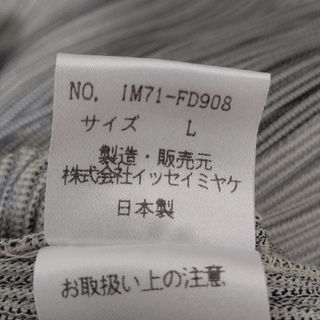 NO. IM71-FD908
サイズ L
製造・販売元
株式会社イッセイミヤケ
日本製
お取扱い上の注意